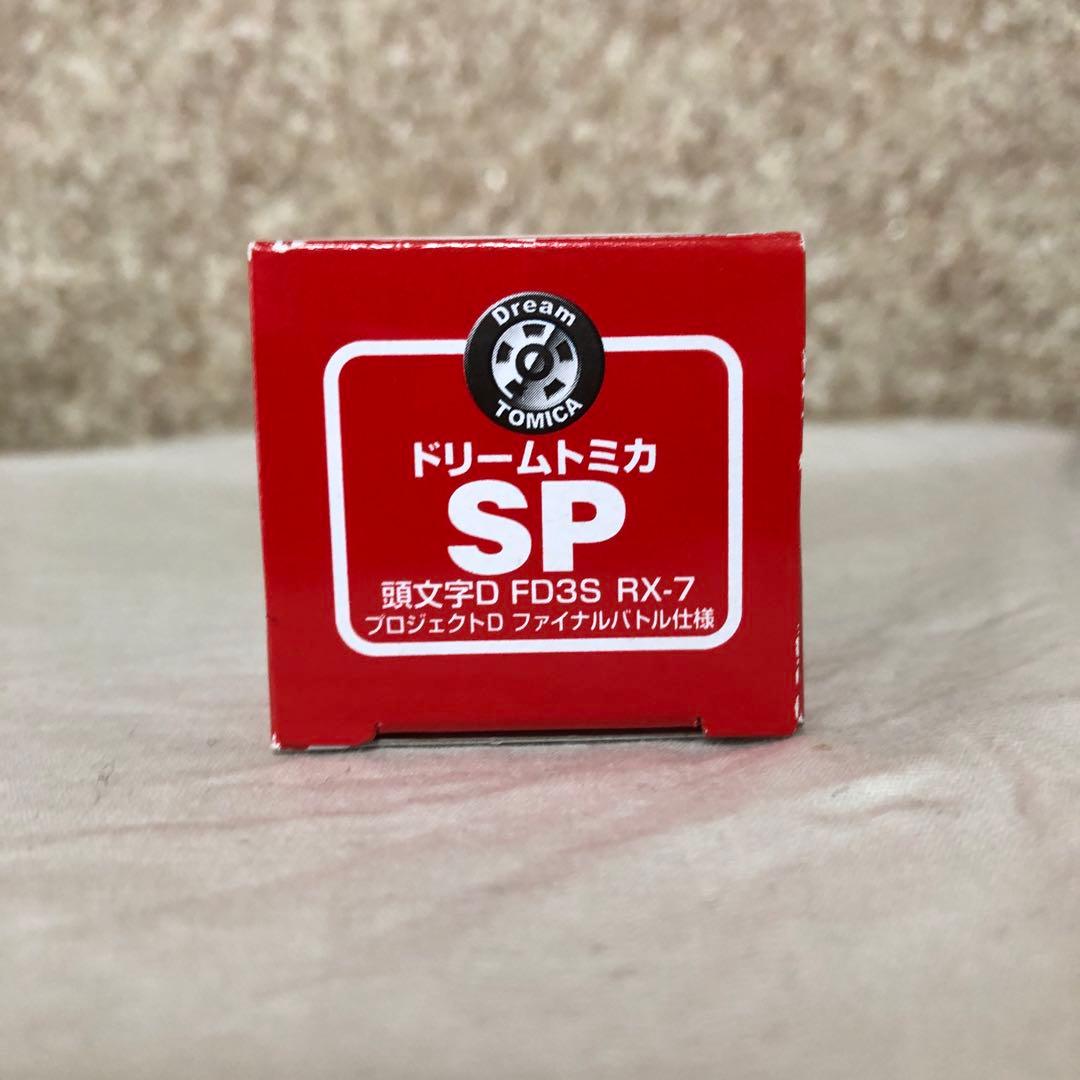 Dream
TOMICA
ドリームトミカ
SP
頭文字D FD3S RX-7
プロジェクトD ファイナルバトル仕様